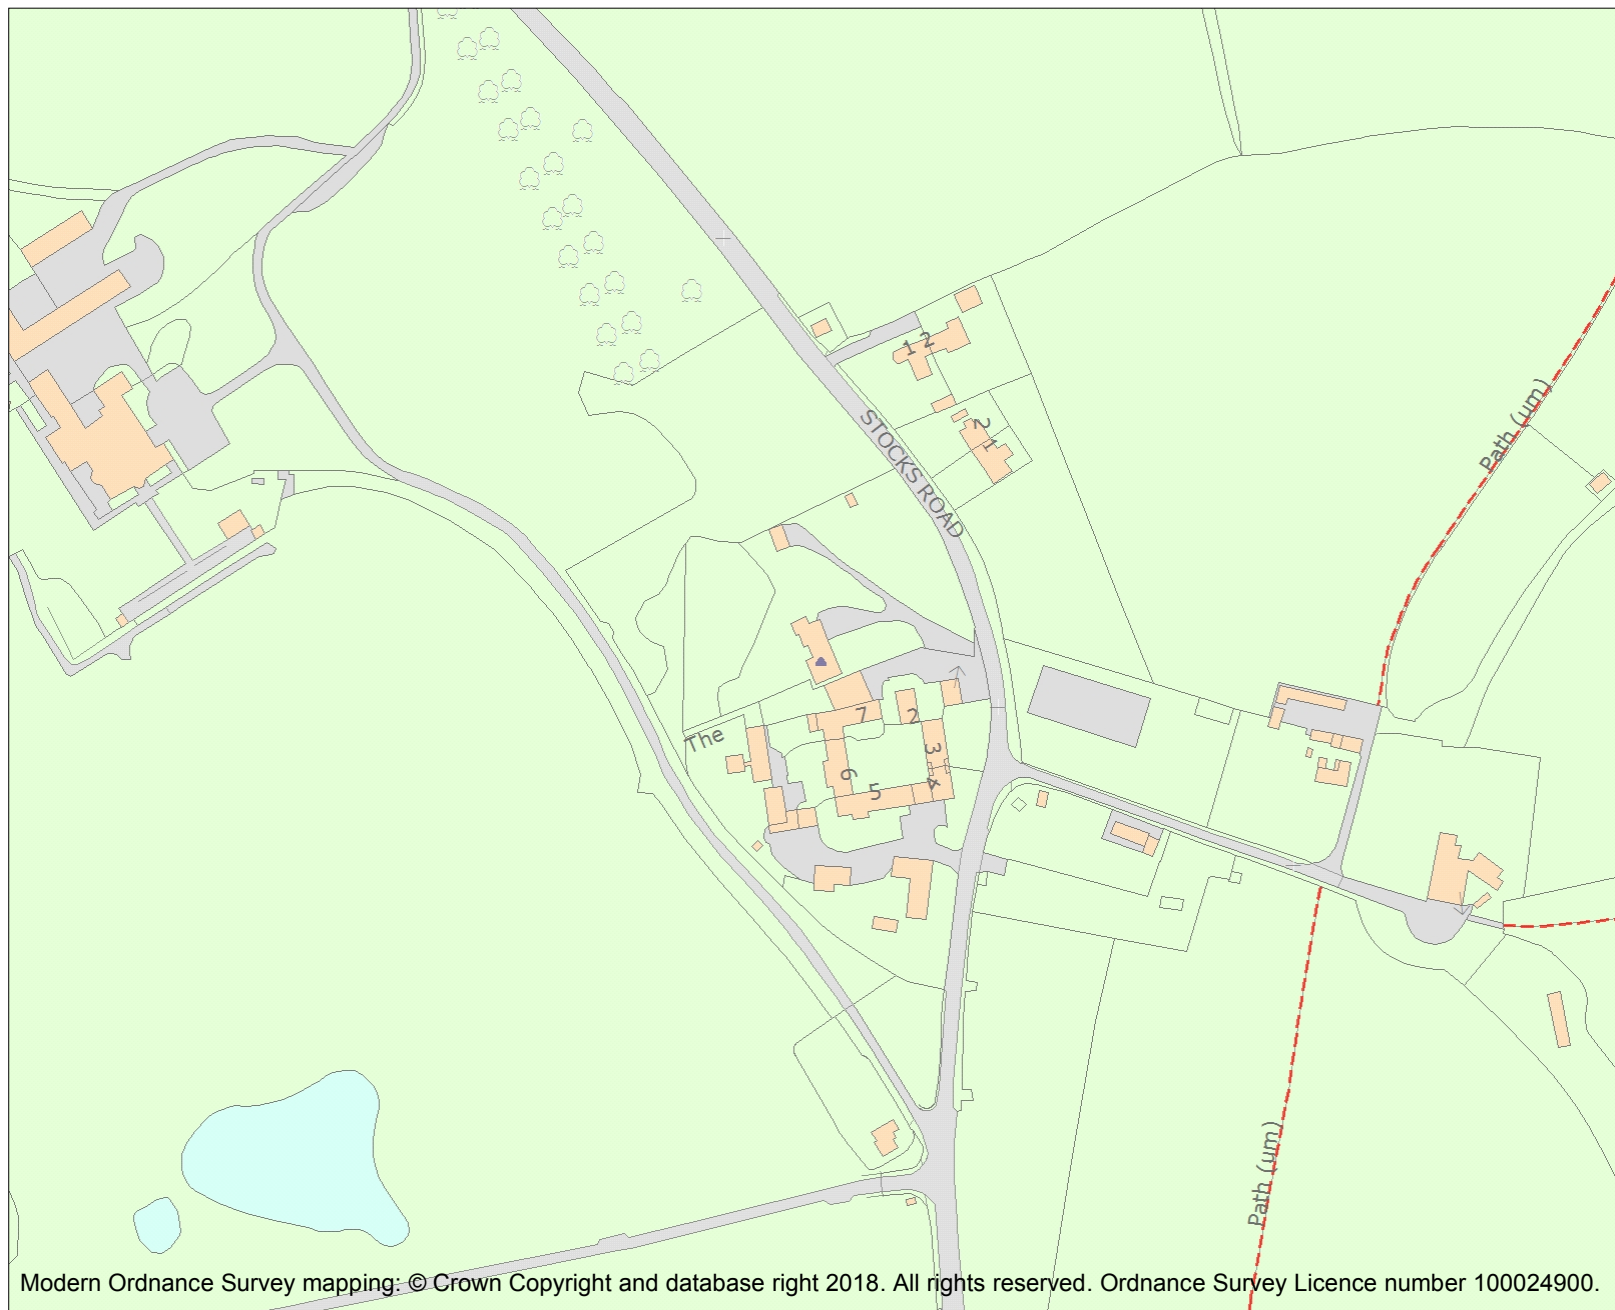 1 2
2 1
STOCKS ROAD
Path (um)
The
7
2
3
4
5
6
Path (um)
Modern Ordnance Survey mapping: © Crown Copyright and database right 2018. All rights reserved. Ordnance Survey Licence number 100024900.